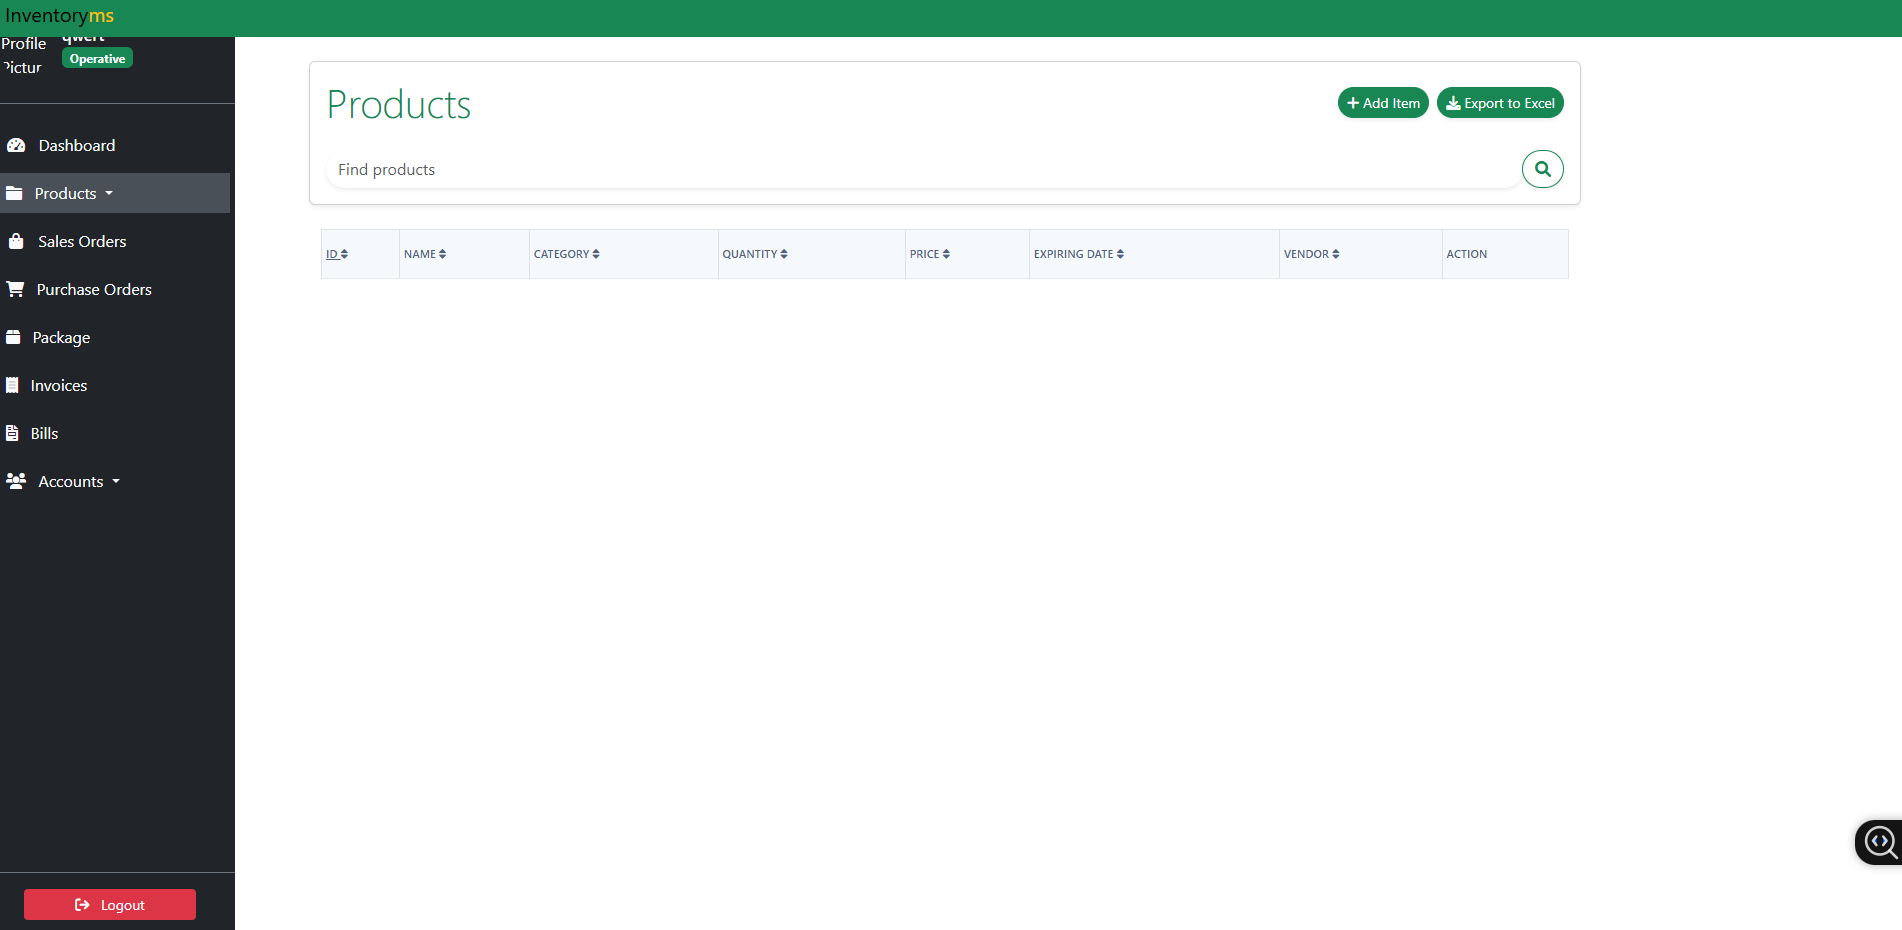 Inventoryms
Profile
qwert
Operative
Dashboard
Products
Sales Orders
Purchase Orders
Package
Invoices
Bills
Accounts
Logout
Products
Add Item
Export to Excel
Find products
ID NAME CATEGORY QUANTITY PRICE EXPIRING DATE VENDOR ACTION